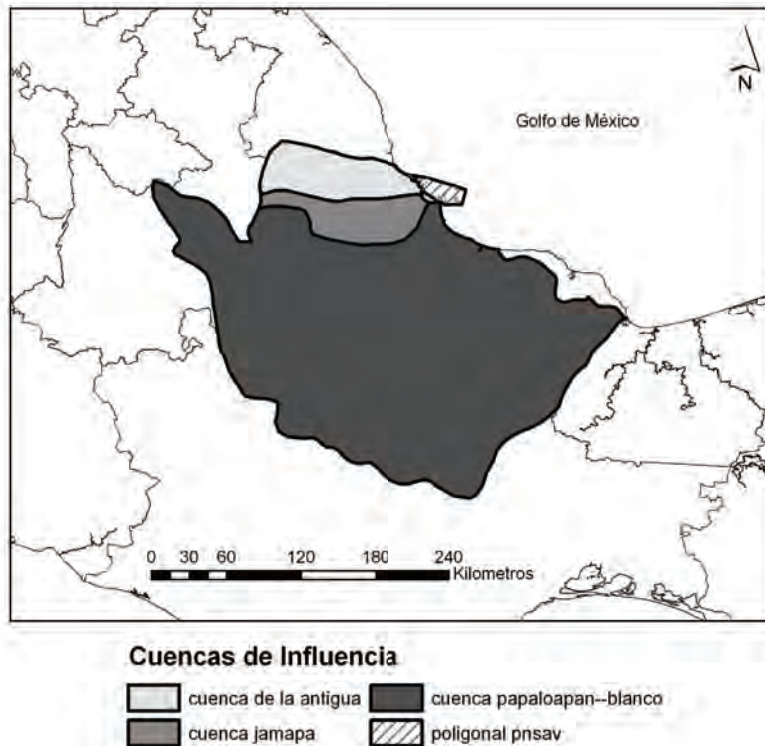 N
Golfo de México
0 30 60 120 180 240
Kilometros
Cuencas de Influencia
cuenca de la antigua cuenca papaloapan--blanco
cuenca jamapa poligonal pnsav